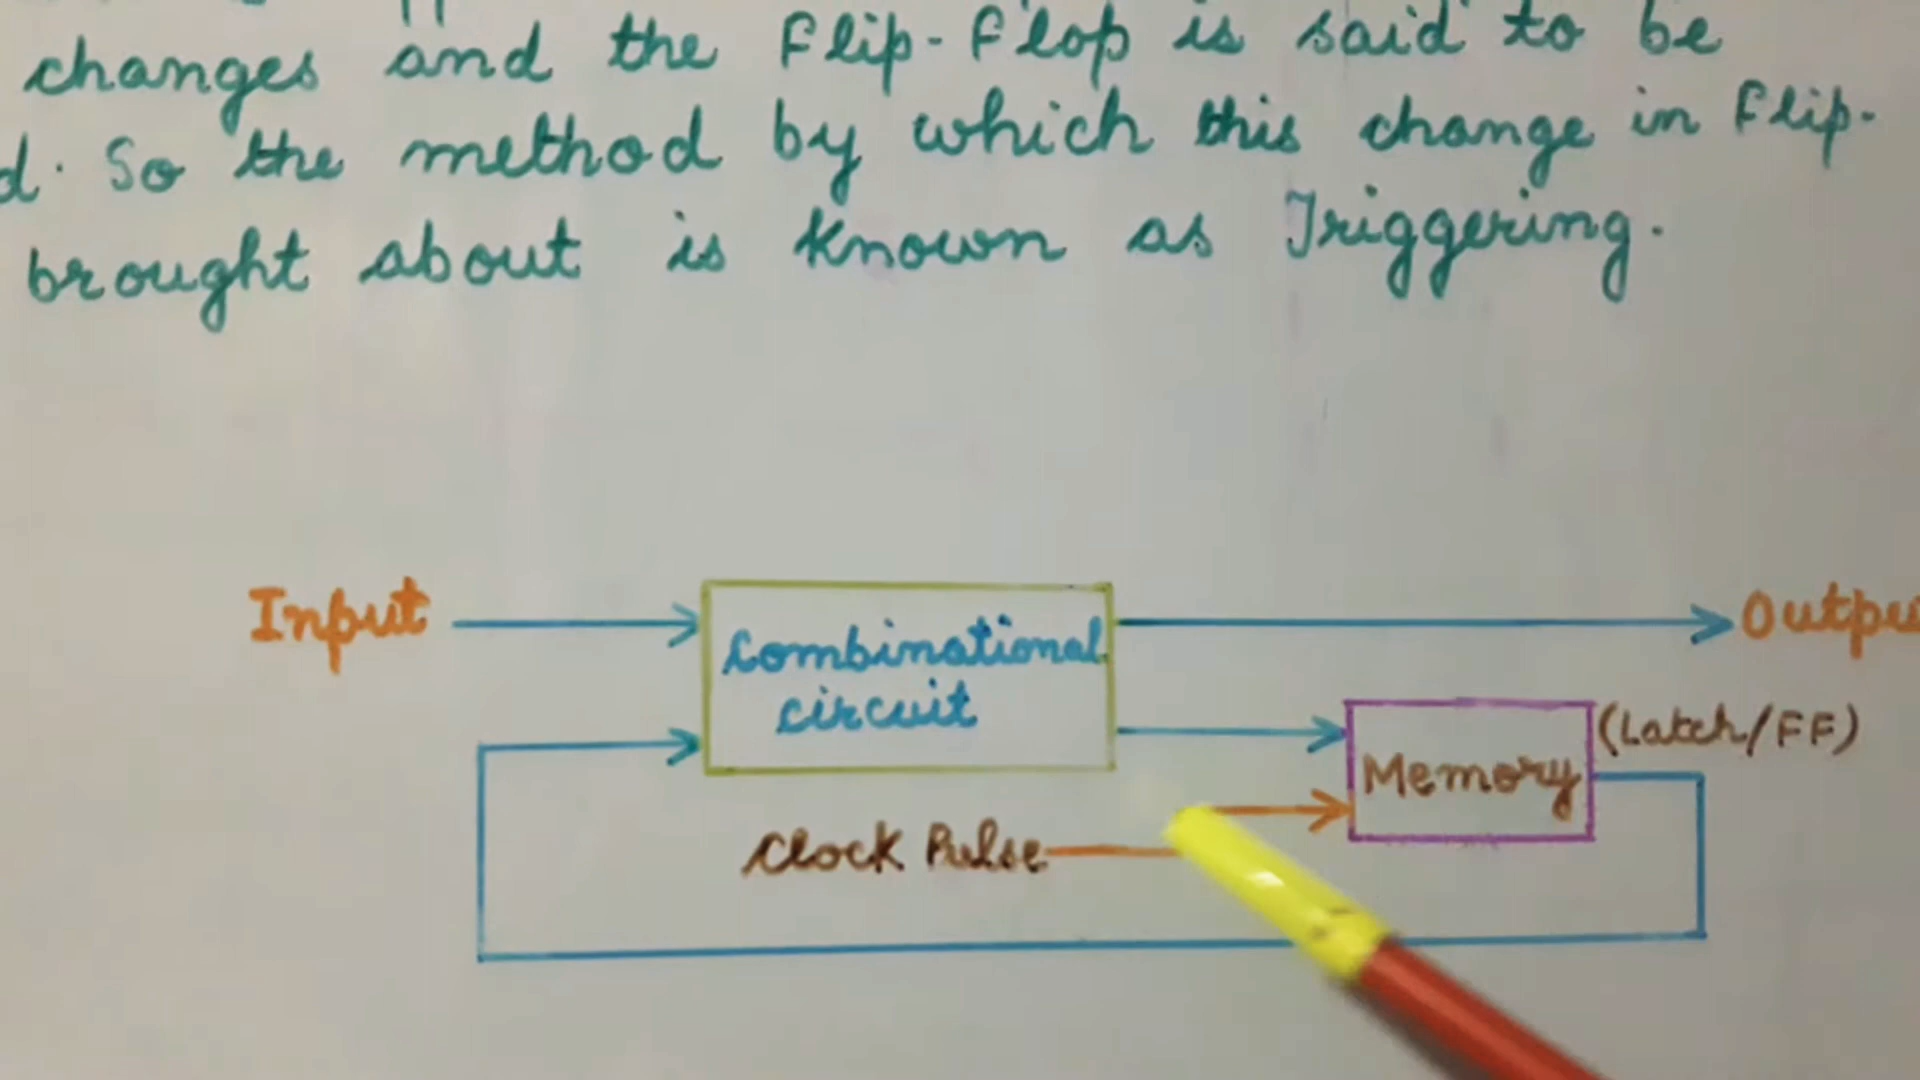 changes and the Flip-Flop is said to be
d. So the method by which this change in Flip-
brought about is known as Triggering.
Input
Combinational
circuit
Outpu
(Latch/FF)
Memory
Clock Pulse